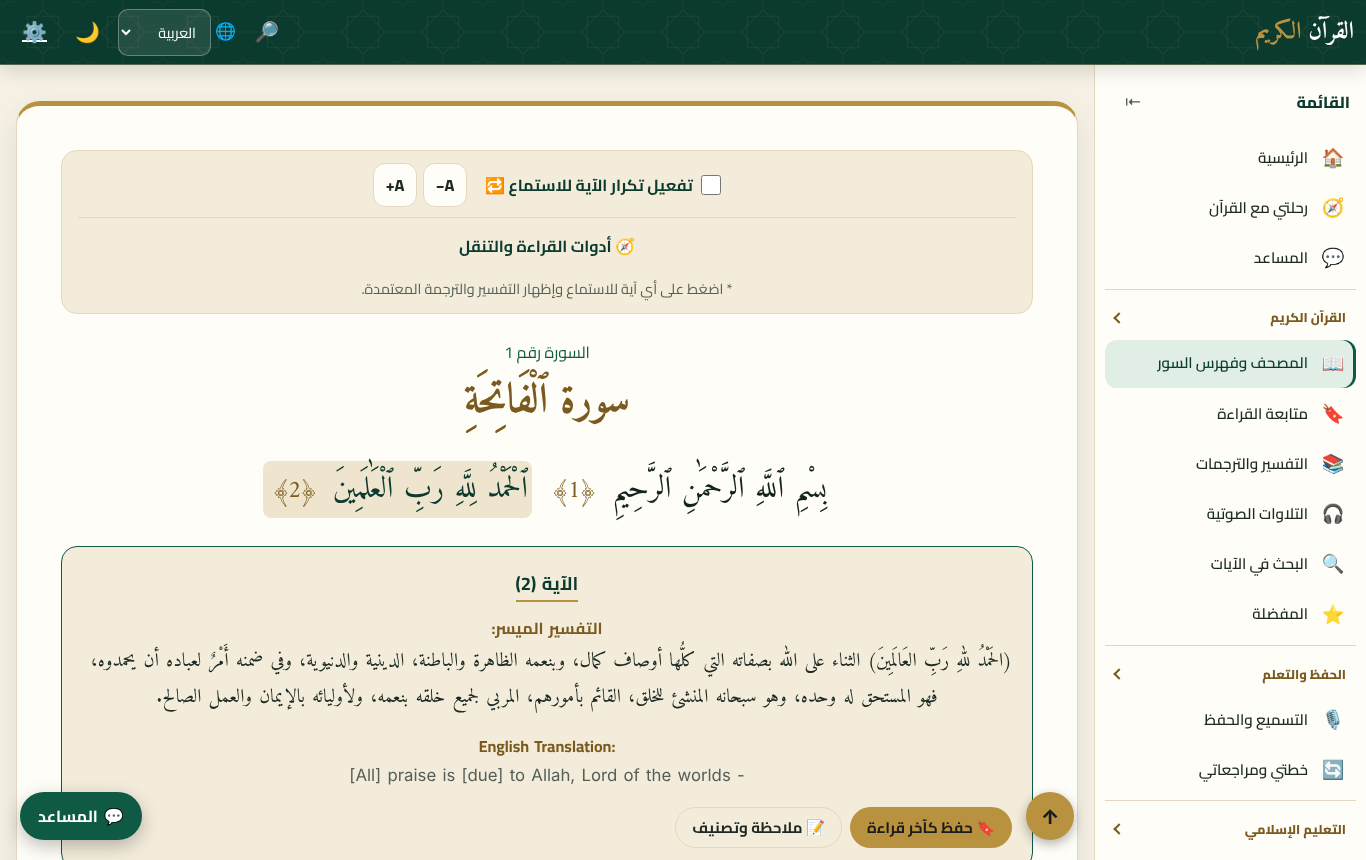 القرآن الكريم
العربية
القائمة
الرئيسية
رحلتي مع القرآن
المساعد
القرآن الكريم
المصحف وفهرس السور
متابعة القراءة
التفسير والترجمات
التلاوات الصوتية
البحث في الآيات
المفضلة
الحفظ والتعلم
التسميع والحفظ
خطتي ومراجعاتي
التعليم الإسلامي
تفعيل تكرار الآية للاستماع
A−
A+
أدوات القراءة والتنقل
* اضغط على أي آية للاستماع وإظهار التفسير والترجمة المعتمدة.
السورة رقم 1
سورة ٱلْفَاتِحَةِ
بِسْمِ ٱللَّهِ ٱلرَّحْمَٰنِ ٱلرَّحِيمِ ﴿1﴾ ٱلْحَمْدُ لِلَّهِ رَبِّ ٱلْعَٰلَمِينَ ﴿2﴾
الآية (2)
التفسير الميسر:
(الحَمْدُ للهِ رَبِّ العَالَمِينَ) الثناء على الله بصفاته التي كلُّها أوصاف كمال، وبنعمه الظاهرة والباطنة، الدينية والدنيوية، وفي ضمنه أَمْرٌ لعباده أن يحمدوه،
فهو المستحق له وحده، وهو سبحانه المنشئ للخلق، القائم بأمورهم، المربي لجميع خلقه بنعمه، ولأوليائه بالإيمان والعمل الصالح.
English Translation:
[All] praise is [due] to Allah, Lord of the worlds -
حفظ كآخر قراءة
ملاحظة وتصنيف
المساعد